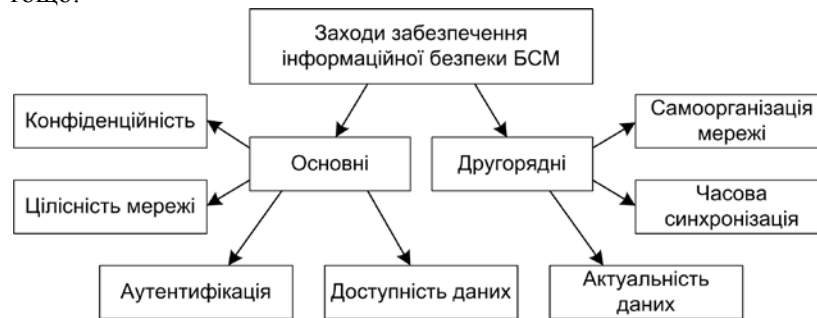 тощо.
Заходи забезпечення
інформаційної безпеки БСМ
Конфіденційність
Самоорганізація
мережі
Основні
Другорядні
Цілісність мережі
Часова
синхронізація
Аутентифікація
Доступність даних
Актуальність
даних